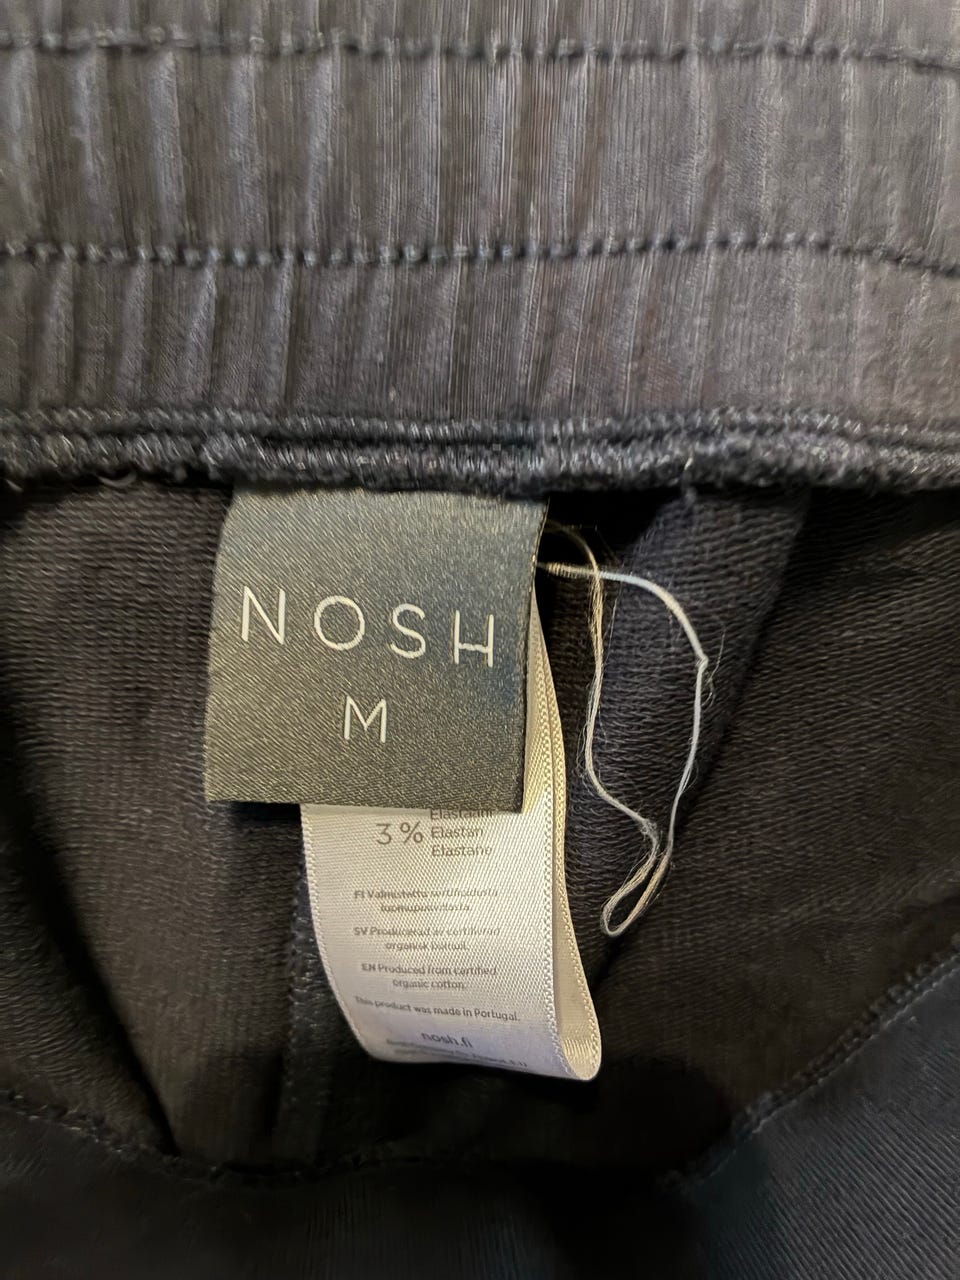 NOSH
M
Elastaani
3 % Elastan
Elastane
FI Valmistettu sertifioidusta
luomupuuvillasta.
SV Producerad av certifierad
organisk bomull.
EN Produced from certified
organic cotton.
This product was made in Portugal.
nosh.fi